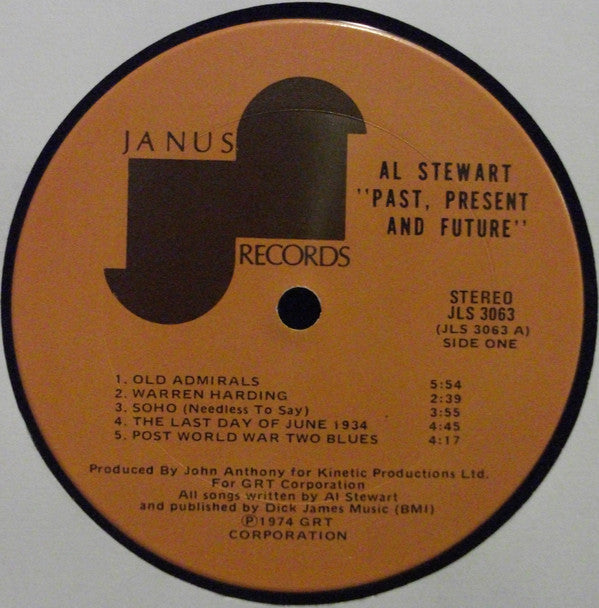 JANUS
RECORDS
AL STEWART
"PAST, PRESENT
AND FUTURE"
STEREO
JLS 3063
(JLS 3063 A)
SIDE ONE
1. OLD ADMIRALS 5:54
2. WARREN HARDING 2:39
3. SOHO (Needless To Say) 3:55
4. THE LAST DAY OF JUNE 1934 4:45
5. POST WORLD WAR TWO BLUES 4:17
Produced By John Anthony for Kinetic Productions Ltd.
For GRT Corporation
All songs written by Al Stewart
and published by Dick James Music (BMI)
Ⓟ1974 GRT
CORPORATION